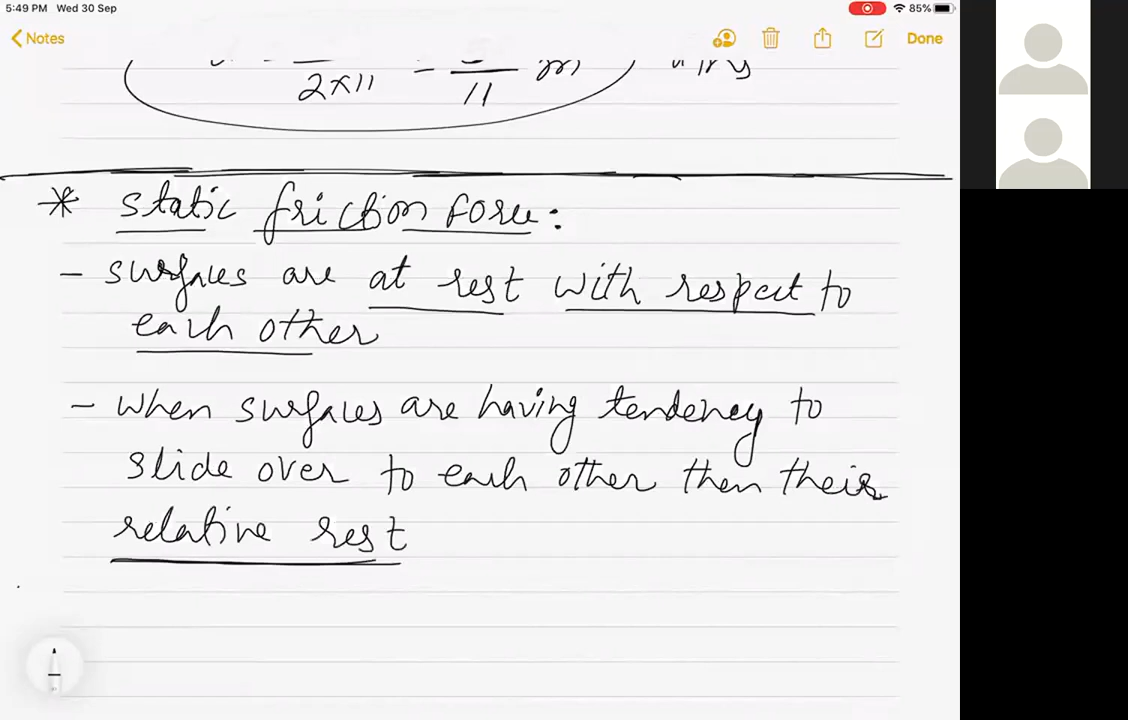 5:49 PM Wed 30 Sep 85%
Notes Done
2×11 = 11 m
* static friction force:
- surfaces are at rest with respect to
each other
- when surfaces are having tendency to
slide over to each other then their
relative rest